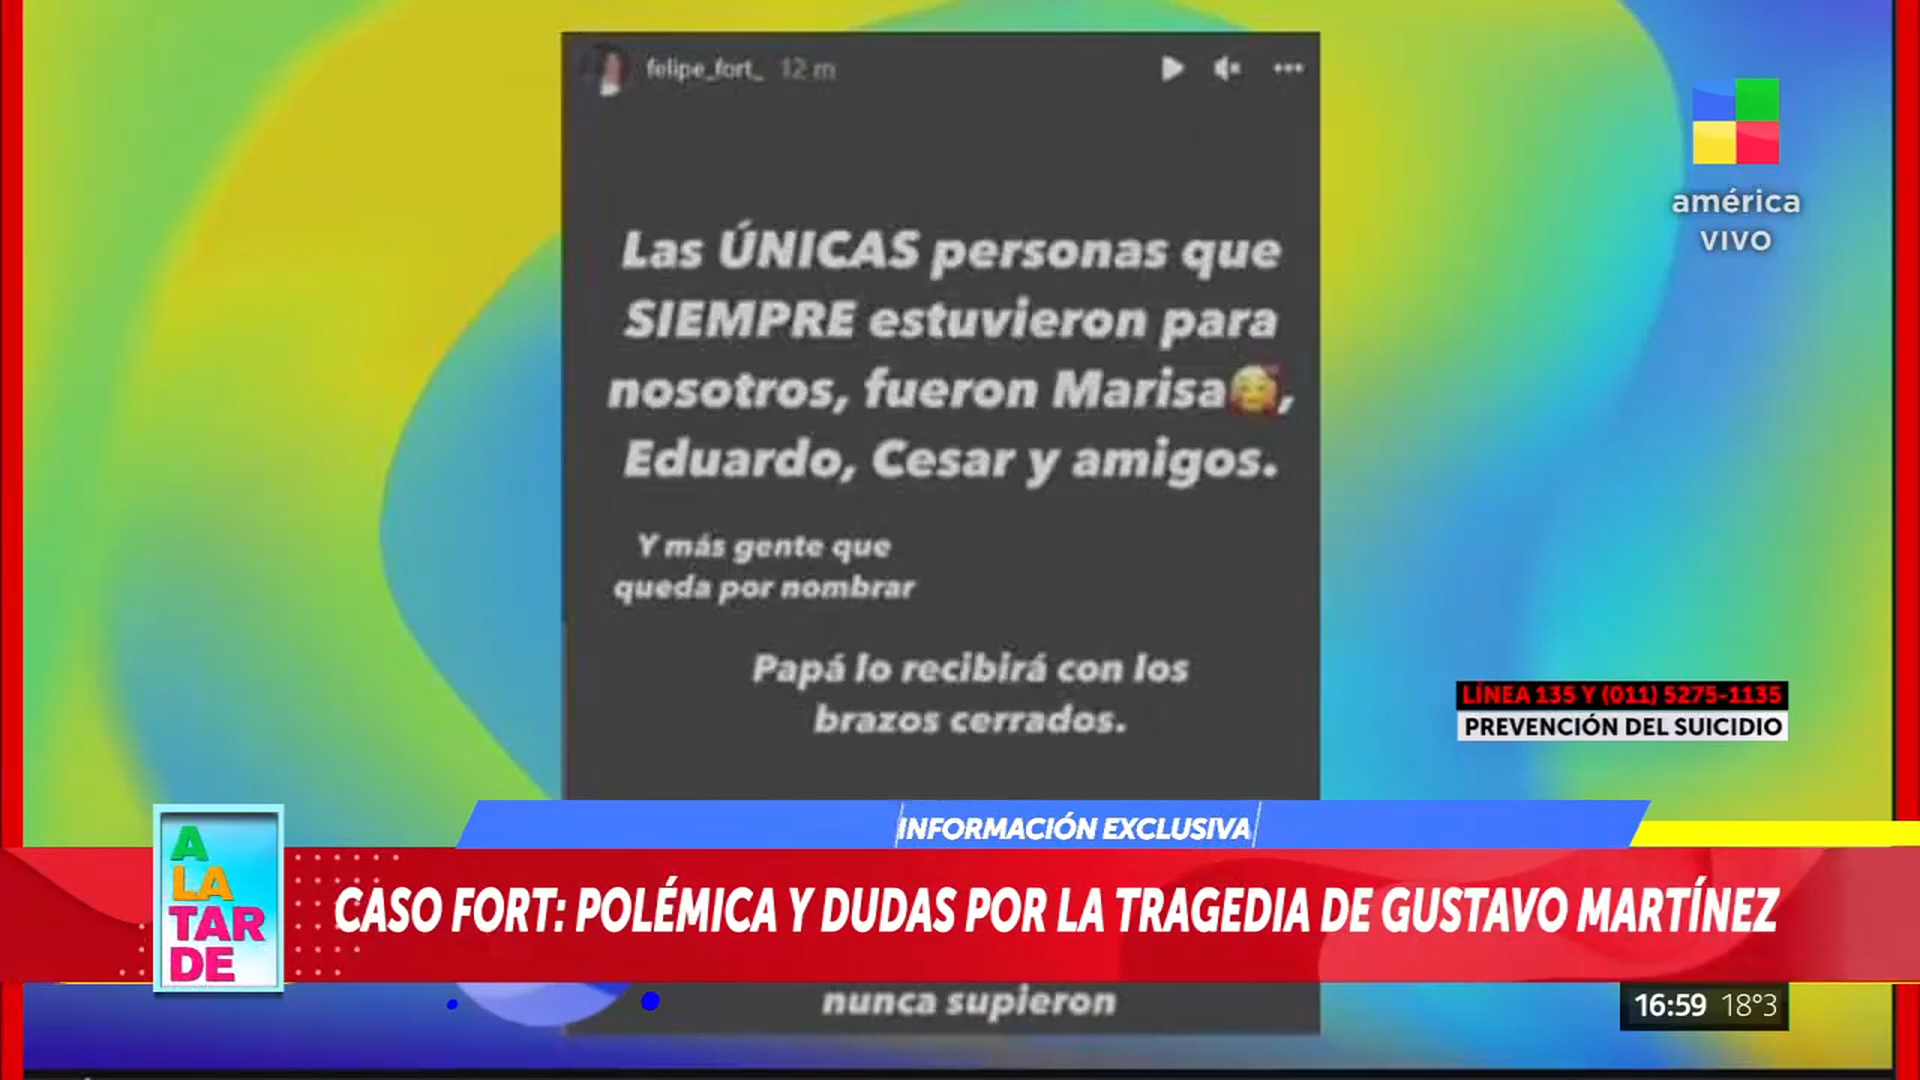 felipe_fort_ 12 m
américa
VIVO
Las ÚNICAS personas que
SIEMPRE estuvieron para
nosotros, fueron Marisa🥰,
Eduardo, Cesar y amigos.
Y más gente que
queda por nombrar
Papá lo recibirá con los
brazos cerrados.
LÍNEA 135 Y (011) 5275-1135
PREVENCIÓN DEL SUICIDIO
INFORMACIÓN EXCLUSIVA
A
LA
TAR
DE
CASO FORT: POLÉMICA Y DUDAS POR LA TRAGEDIA DE GUSTAVO MARTÍNEZ
nunca supieron
16:59 18°3